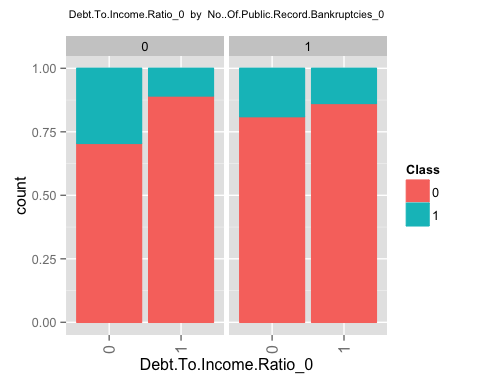 Debt.To.Income.Ratio_0 by No..Of.Public.Record.Bankruptcies_0
0 1
1.00
0.75
0.50
0.25
0.00
count
0 1 0 1
Debt.To.Income.Ratio_0
Class
0
1